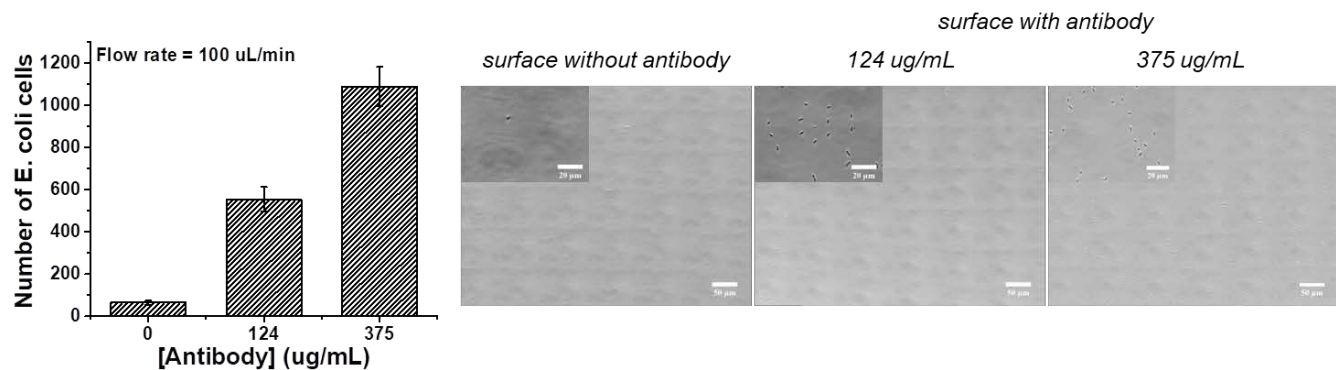 Flow rate = 100 uL/min
Number of E. coli cells
1200
1000
800
600
400
200
0
0 124 375
[Antibody] (ug/mL)
surface with antibody
surface without antibody 124 ug/mL 375 ug/mL
20 μm 20 μm 20 μm
50 μm 50 μm 50 μm